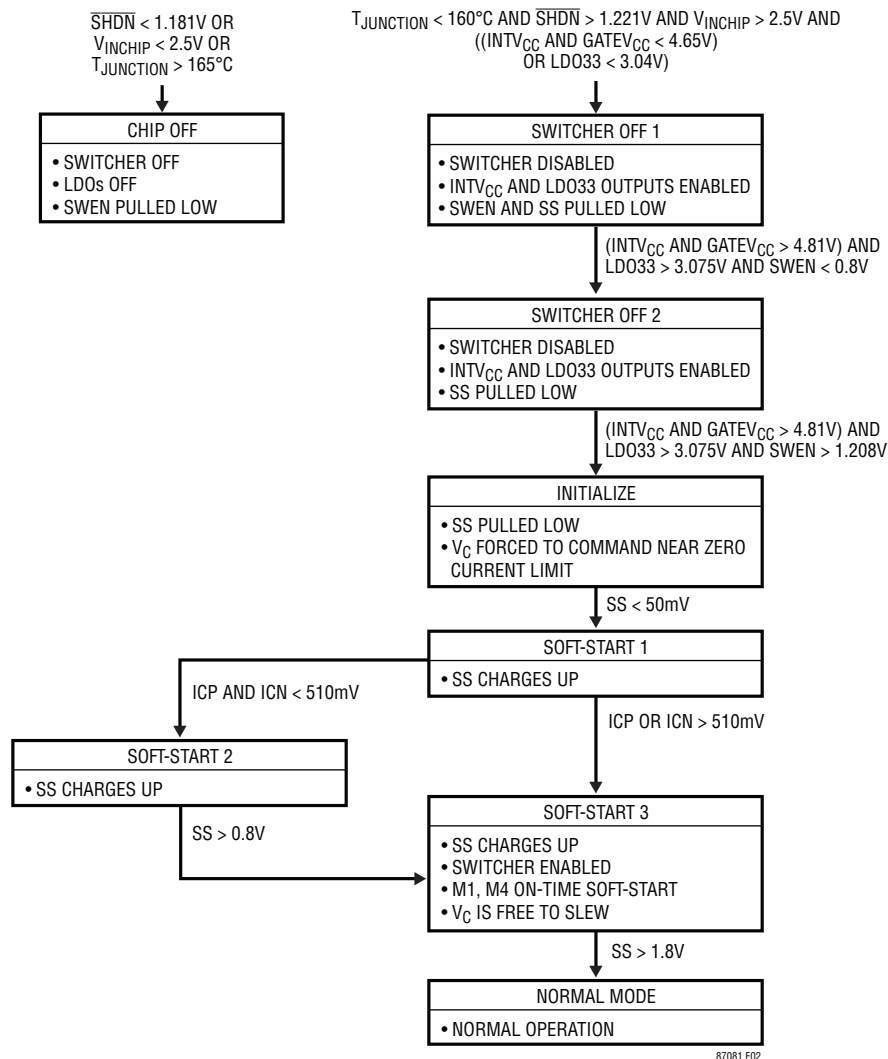 SHDN < 1.181V OR
VINCHIP < 2.5V OR
TJUNCTION > 165°C
CHIP OFF
• SWITCHER OFF
• LDOs OFF
• SWEN PULLED LOW
TJUNCTION < 160°C AND SHDN > 1.221V AND VINCHIP > 2.5V AND
((INTVCC AND GATEVCC < 4.65V)
OR LDO33 < 3.04V)
SWITCHER OFF 1
• SWITCHER DISABLED
• INTVCC AND LDO33 OUTPUTS ENABLED
• SWEN AND SS PULLED LOW
(INTVCC AND GATEVCC > 4.81V) AND
LDO33 > 3.075V AND SWEN < 0.8V
SWITCHER OFF 2
• SWITCHER DISABLED
• INTVCC AND LDO33 OUTPUTS ENABLED
• SS PULLED LOW
(INTVCC AND GATEVCC > 4.81V) AND
LDO33 > 3.075V AND SWEN > 1.208V
INITIALIZE
• SS PULLED LOW
• VC FORCED TO COMMAND NEAR ZERO
CURRENT LIMIT
SS < 50mV
SOFT-START 1
• SS CHARGES UP
ICP AND ICN < 510mV
ICP OR ICN > 510mV
SOFT-START 2
• SS CHARGES UP
SS > 0.8V
SOFT-START 3
• SS CHARGES UP
• SWITCHER ENABLED
• M1, M4 ON-TIME SOFT-START
• VC IS FREE TO SLEW
SS > 1.8V
NORMAL MODE
• NORMAL OPERATION
87081 F02